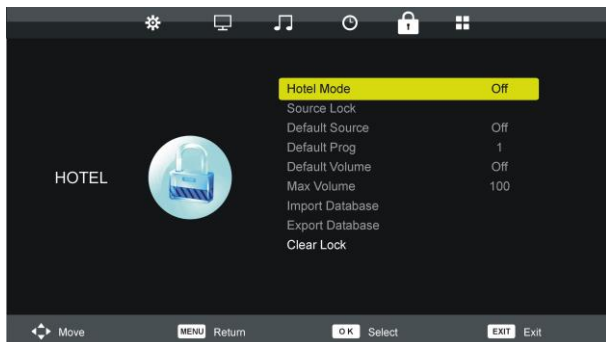 Hotel Mode Off
Source Lock
Default Source Off
Default Prog 1
Default Volume Off
HOTEL
Max Volume 100
Import Database
Export Database
Clear Lock
Move MENU Return OK Select EXIT Exit